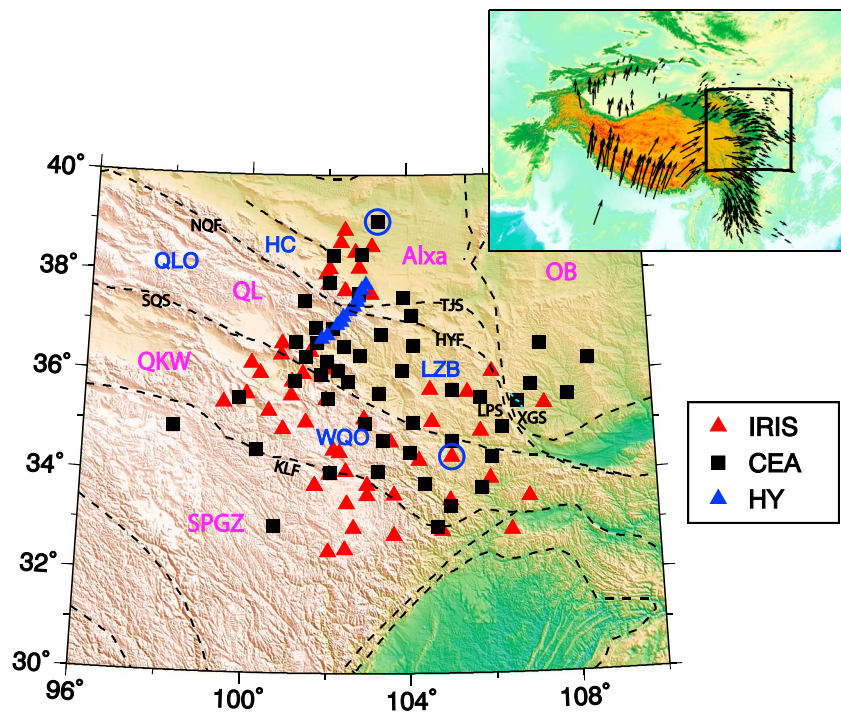 40°
38°
36°
34°
32°
30°
96°
100°
104°
108°
NQF
HC
Alxa
OB
QLO
QL
SQS
TJS
HYF
QKW
LZB
LPS
XGS
WQO
KLF
SPGZ
IRIS
CEA
HY